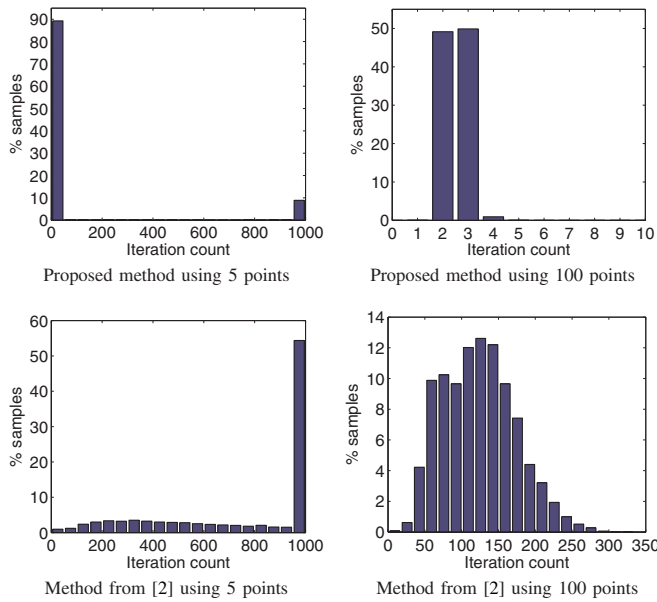 90
80
70
60
50
40
30
20
10
0
% samples
0 200 400 600 800 1000
Iteration count
Proposed method using 5 points
50
40
30
20
10
0
% samples
0 1 2 3 4 5 6 7 8 9 10
Iteration count
Proposed method using 100 points
60
50
40
30
20
10
0
% samples
0 200 400 600 800 1000
Iteration count
Method from [2] using 5 points
14
12
10
8
6
4
2
0
% samples
0 50 100 150 200 250 300 350
Iteration count
Method from [2] using 100 points